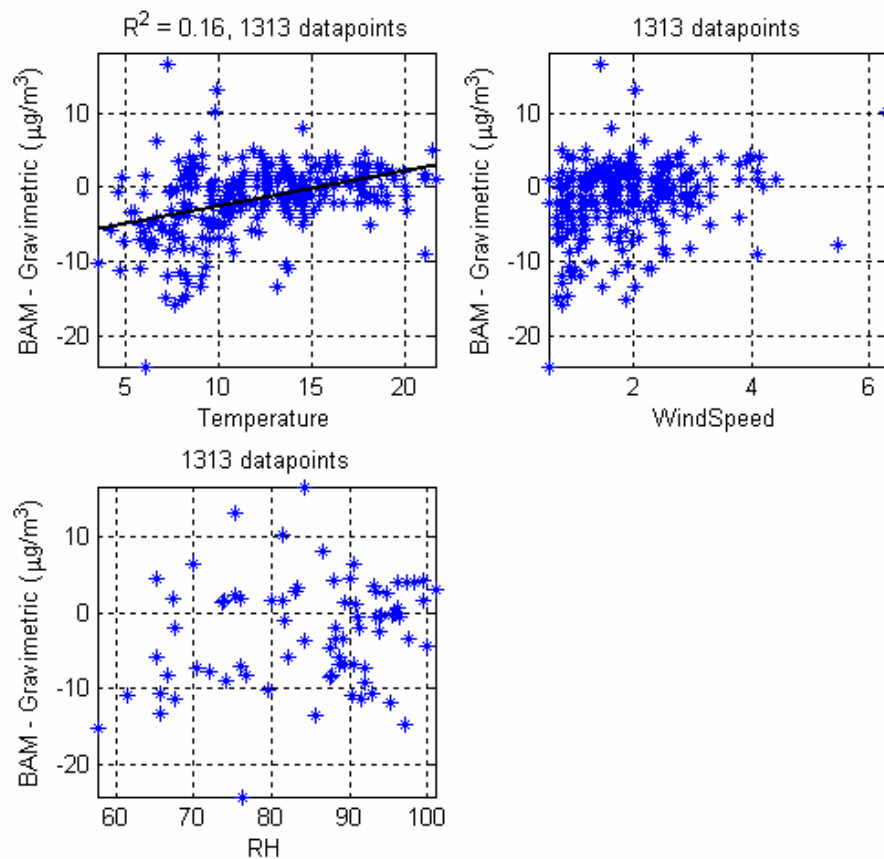 R² = 0.16, 1313 datapoints
BAM - Gravimetric (μg/m³)
10
0
-10
-20
5
10
15
20
Temperature
1313 datapoints
BAM - Gravimetric (μg/m³)
10
0
-10
-20
2
4
6
WindSpeed
1313 datapoints
BAM - Gravimetric (μg/m³)
10
0
-10
-20
60
70
80
90
100
RH